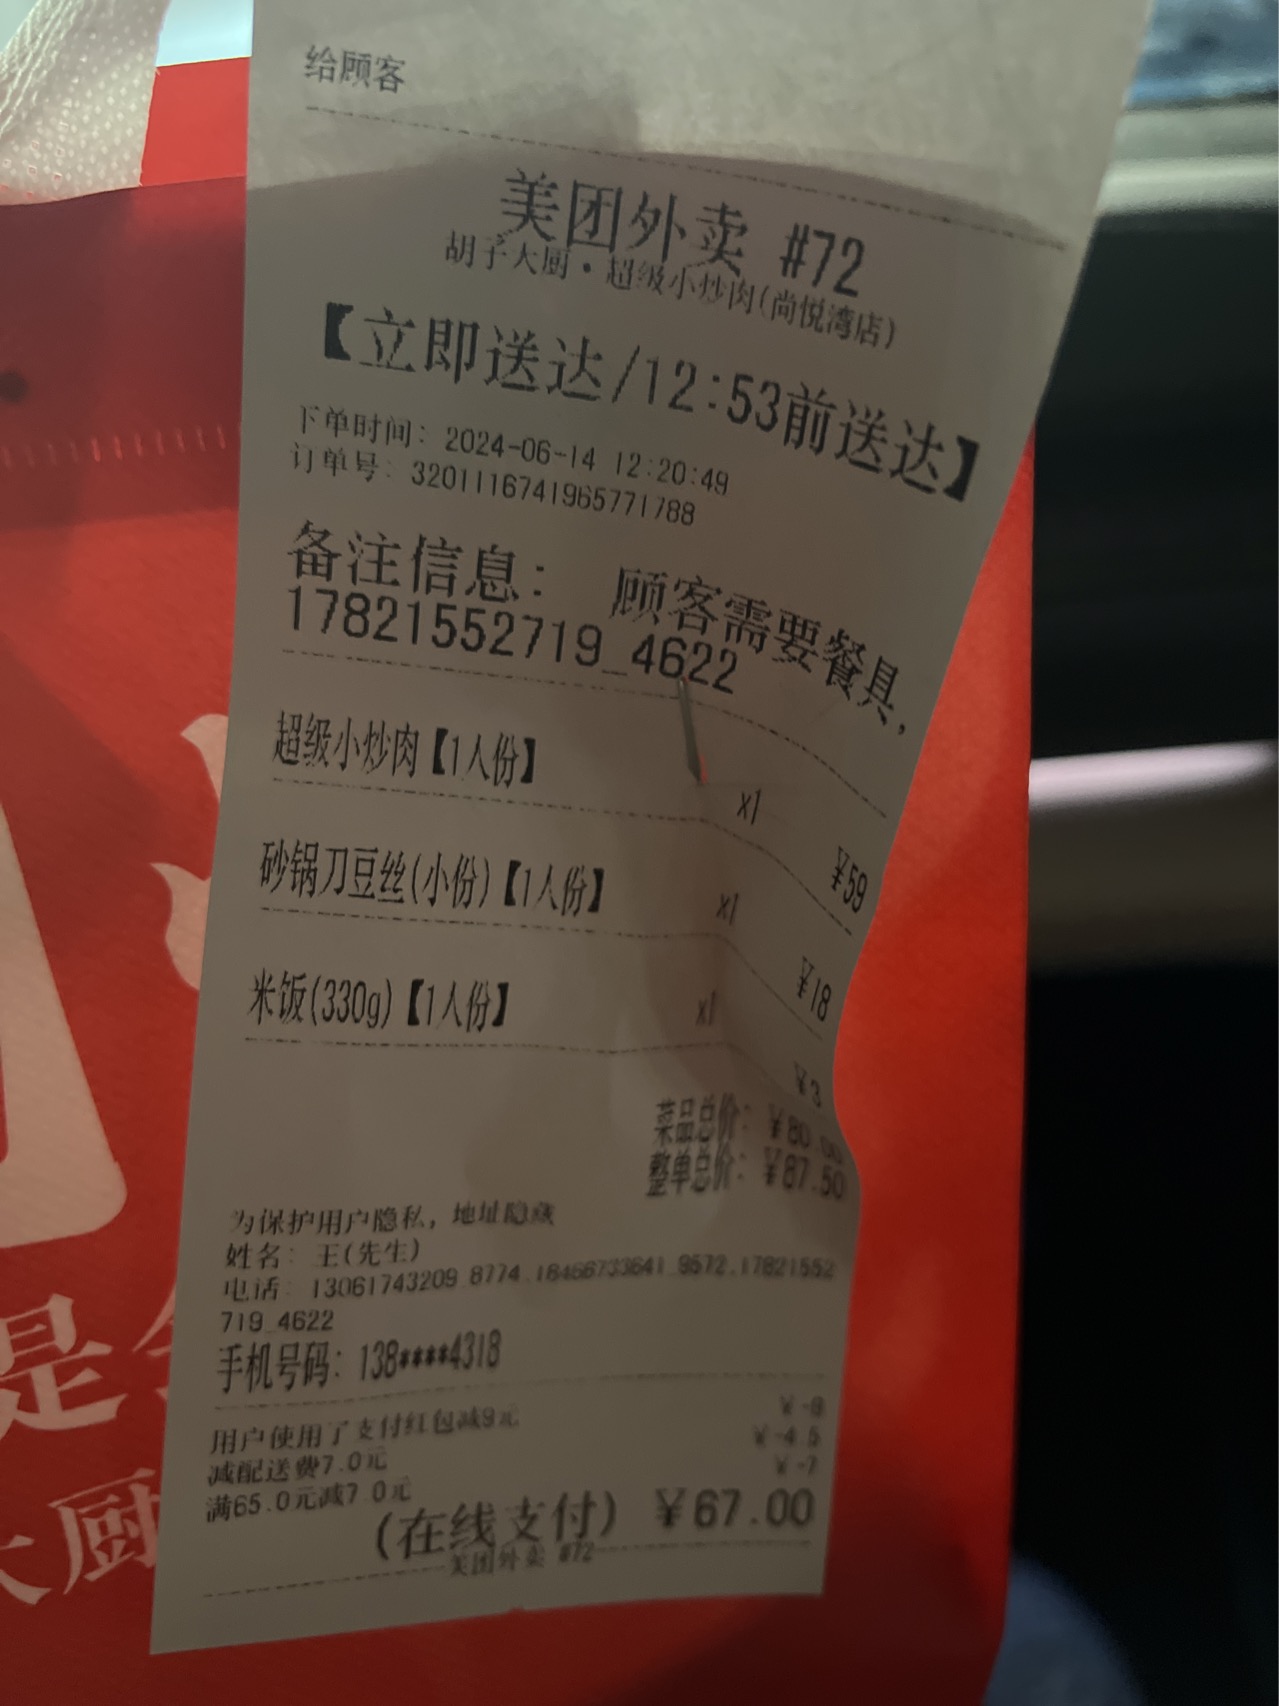 给顾客
美团外卖 #72
胡子大厨·超级小炒肉(尚悦湾店)
【立即送达/12:53前送达】
下单时间: 2024-06-14 12:20:49
订单号: 3201116741965771788
备注信息: 顾客需要餐具,
17821552719_4622
超级小炒肉【1人份】 x1 ¥59
砂锅刀豆丝(小份)【1人份】 x1 ¥18
米饭(330g)【1人份】 x1 ¥3
菜品总价: ¥80.00
整单总价: ¥87.50
为保护用户隐私, 地址隐藏
姓名: 王(先生)
电话: 13061743209_8774,18466733641_9572,17821552
719_4622
手机号码: 138****4318
用户使用了支付红包减9元 ¥-9
减配送费7.0元 ¥-4.5
满65.0元减7.0元 ¥-7
(在线支付) ¥67.00
美团外卖 #72
是
大厨